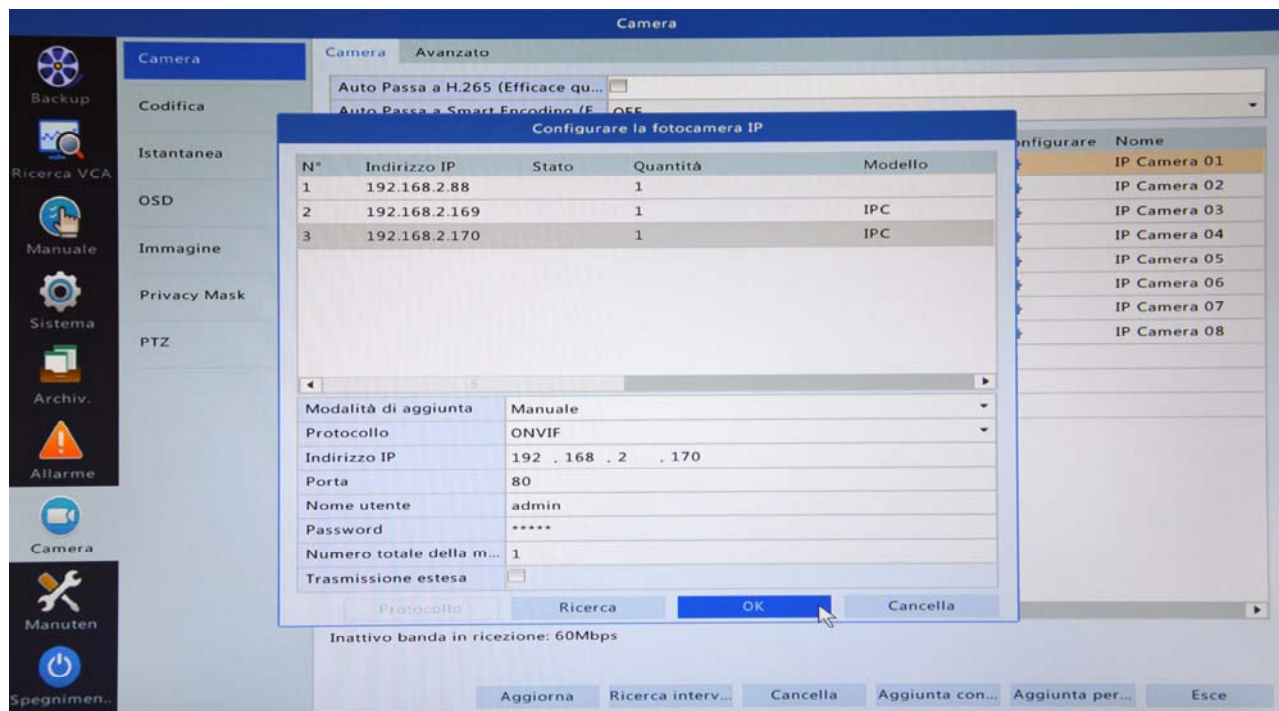 Camera
Backup
Ricerca VCA
Manuale
Sistema
Archiv.
Allarme
Camera
Manuten
Spegnimen..
Camera
Codifica
Istantanea
OSD
Immagine
Privacy Mask
PTZ
Camera Avanzato
Auto Passa a H.265 (Efficace qu...
Auto Passa a Smart Encoding (E OFF
Configurare la fotocamera IP
N° Indirizzo IP Stato Quantità Modello
1 192.168.2.88 1
2 192.168.2.169 1 IPC
3 192.168.2.170 1 IPC
Modalità di aggiunta Manuale
Protocollo ONVIF
Indirizzo IP 192 . 168 . 2 . 170
Porta 80
Nome utente admin
Password *****
Numero totale della m... 1
Trasmissione estesa
Protocollo Ricerca OK Cancella
onfigurare Nome
IP Camera 01
IP Camera 02
IP Camera 03
IP Camera 04
IP Camera 05
IP Camera 06
IP Camera 07
IP Camera 08
Inattivo banda in ricezione: 60Mbps
Aggiorna Ricerca interv... Cancella Aggiunta con... Aggiunta per... Esce